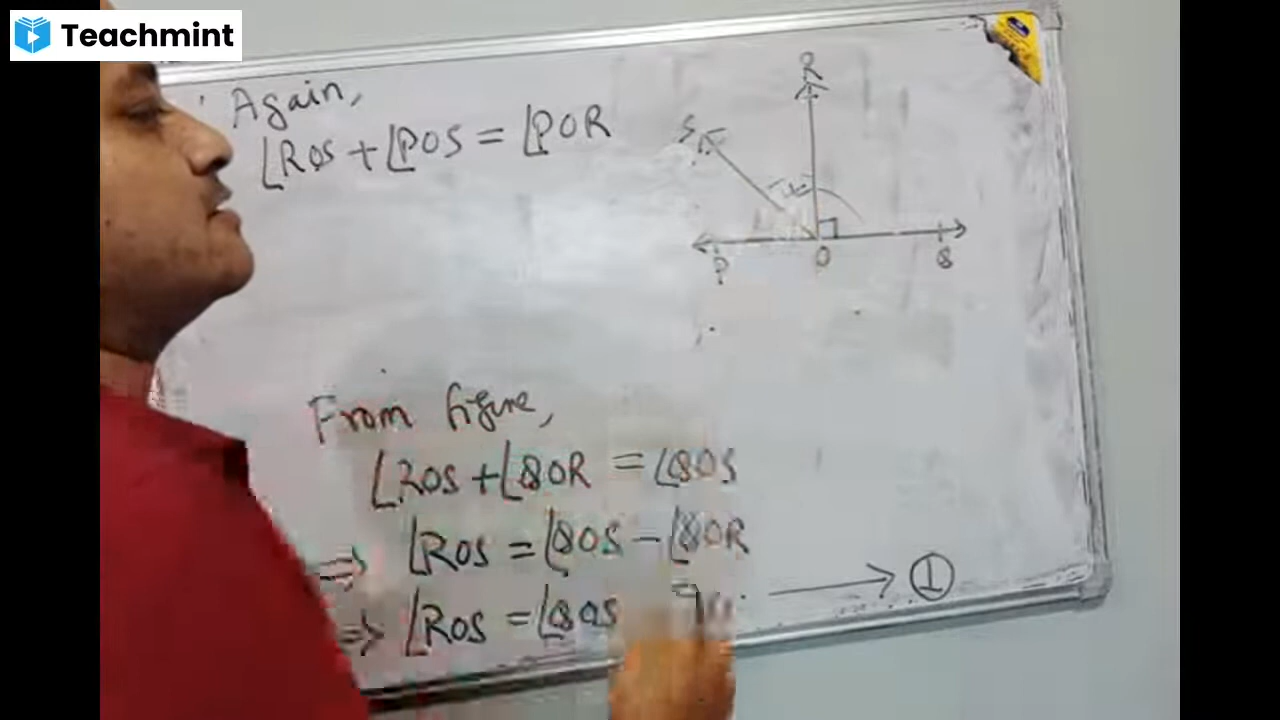 Teachmint
Again,
∠ROS + ∠POS = ∠POR
R
S
P
O
Q
From figure,
∠ROS + ∠QOR = ∠QOS
⇒ ∠ROS = ∠QOS − ∠QOR
⇒ ∠ROS = ∠QOS
⟶ ①